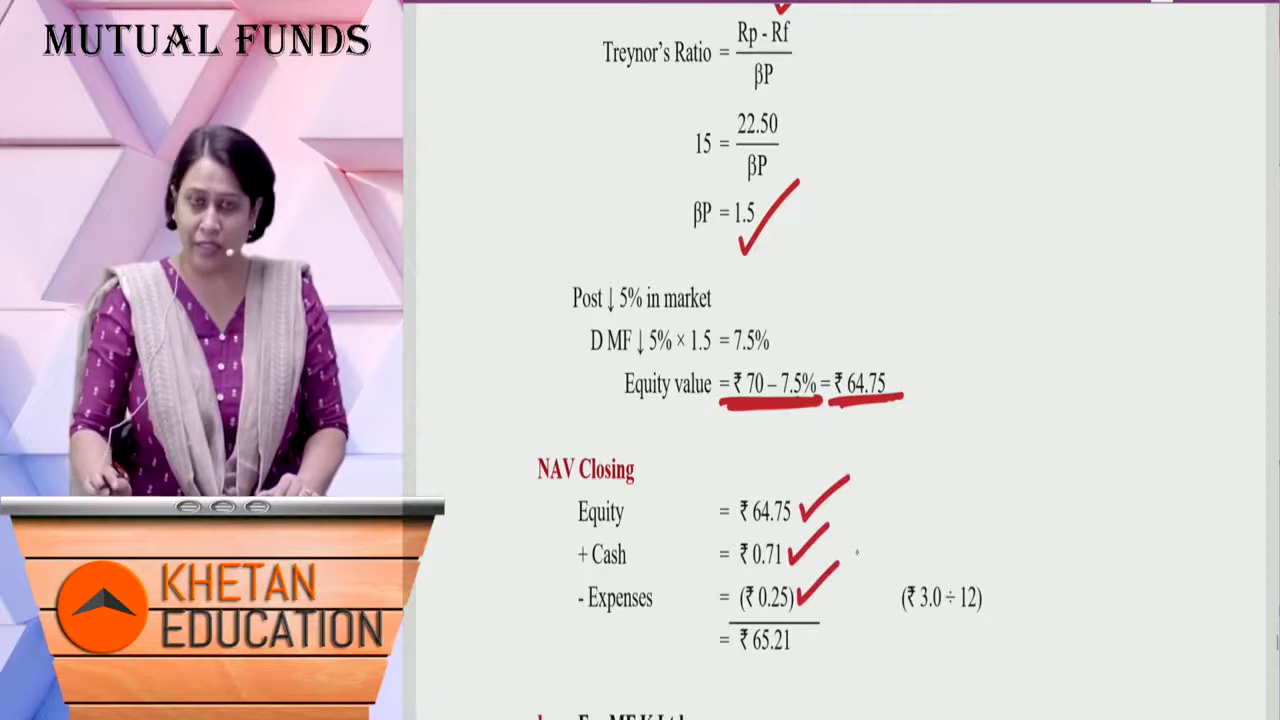 MUTUAL FUNDS
Treynor's Ratio = Rp - Rf
βP
15 = 22.50
βP
βP = 1.5
Post ↓ 5% in market
D MF ↓ 5% × 1.5 = 7.5%
Equity value = ₹ 70 – 7.5% = ₹ 64.75
NAV Closing
Equity = ₹ 64.75
+ Cash = ₹ 0.71
- Expenses = (₹ 0.25) (₹ 3.0 ÷ 12)
= ₹ 65.21
KHETAN
EDUCATION